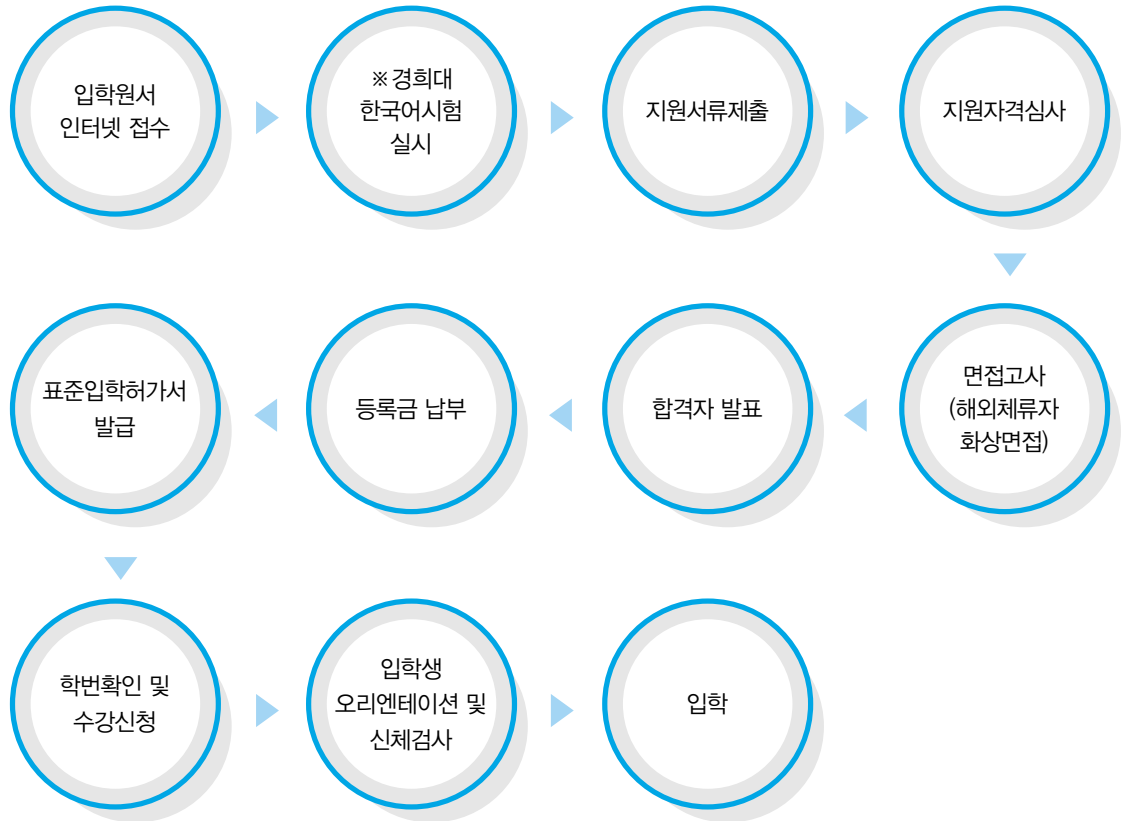 입학원서
인터넷 접수
※경희대
한국어시험
실시
지원서류제출
지원자격심사
면접고사
(해외체류자
화상면접)
합격자 발표
등록금 납부
표준입학허가서
발급
학번확인 및
수강신청
입학생
오리엔테이션 및
신체검사
입학